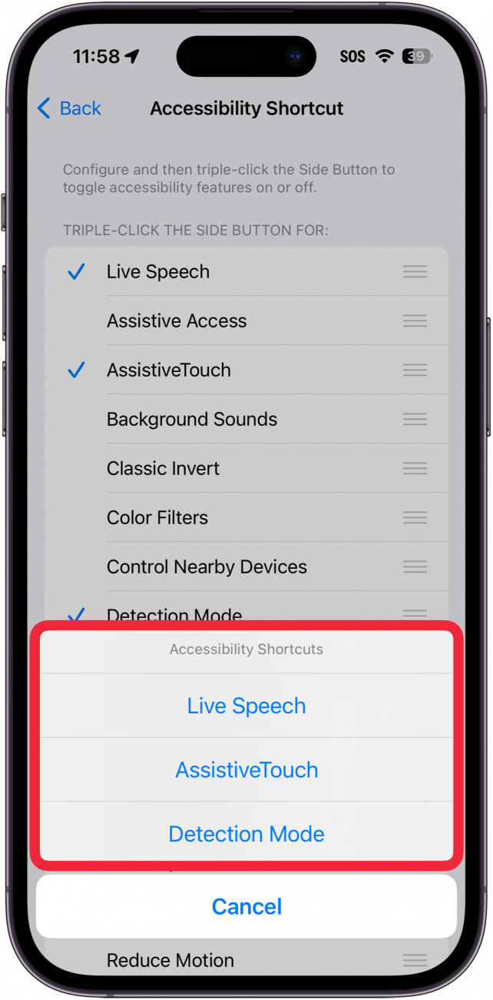 11:58
SOS
39
Back
Accessibility Shortcut
Configure and then triple-click the Side Button to
toggle accessibility features on or off.
TRIPLE-CLICK THE SIDE BUTTON FOR:
Live Speech
Assistive Access
AssistiveTouch
Background Sounds
Classic Invert
Color Filters
Control Nearby Devices
Detection Mode
Accessibility Shortcuts
Live Speech
AssistiveTouch
Detection Mode
Cancel
Reduce Motion